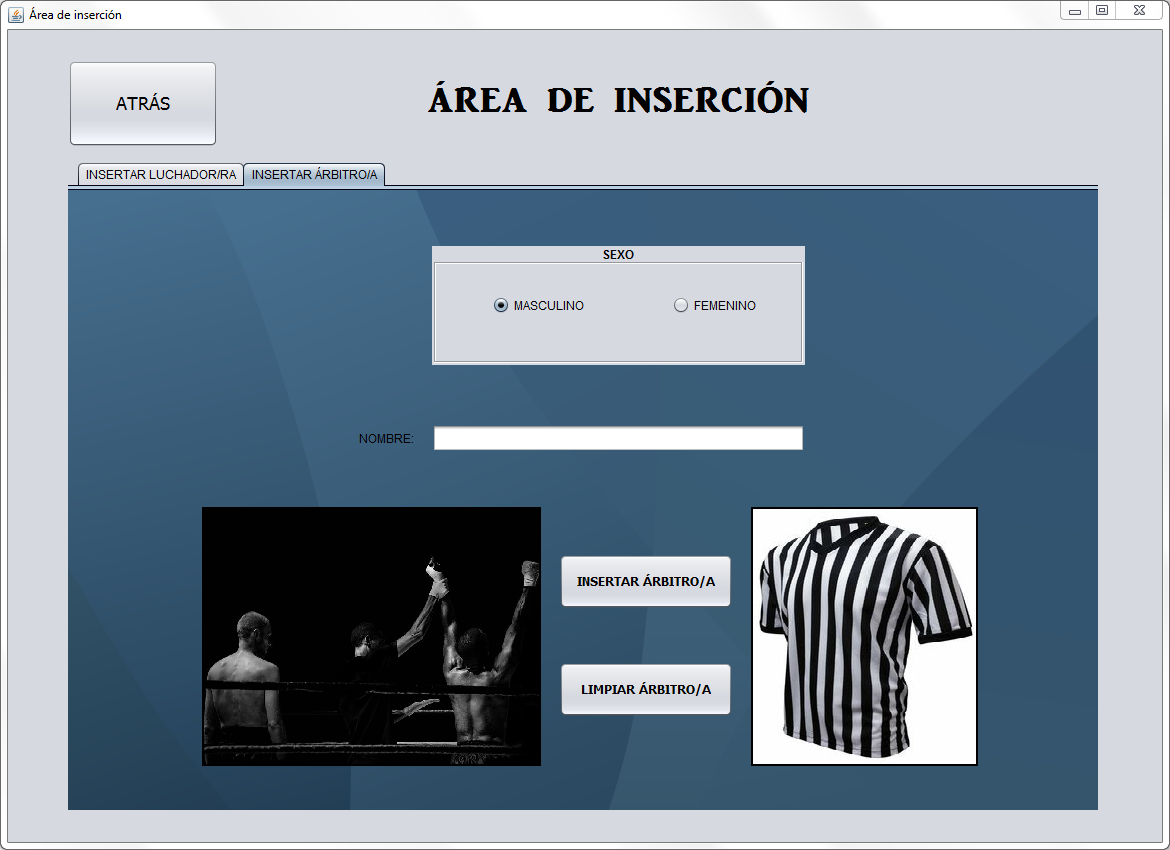 Área de inserción
ATRÁS
ÁREA DE INSERCIÓN
INSERTAR LUCHADOR/RA
INSERTAR ÁRBITRO/A
SEXO
MASCULINO
FEMENINO
NOMBRE:
INSERTAR ÁRBITRO/A
LIMPIAR ÁRBITRO/A